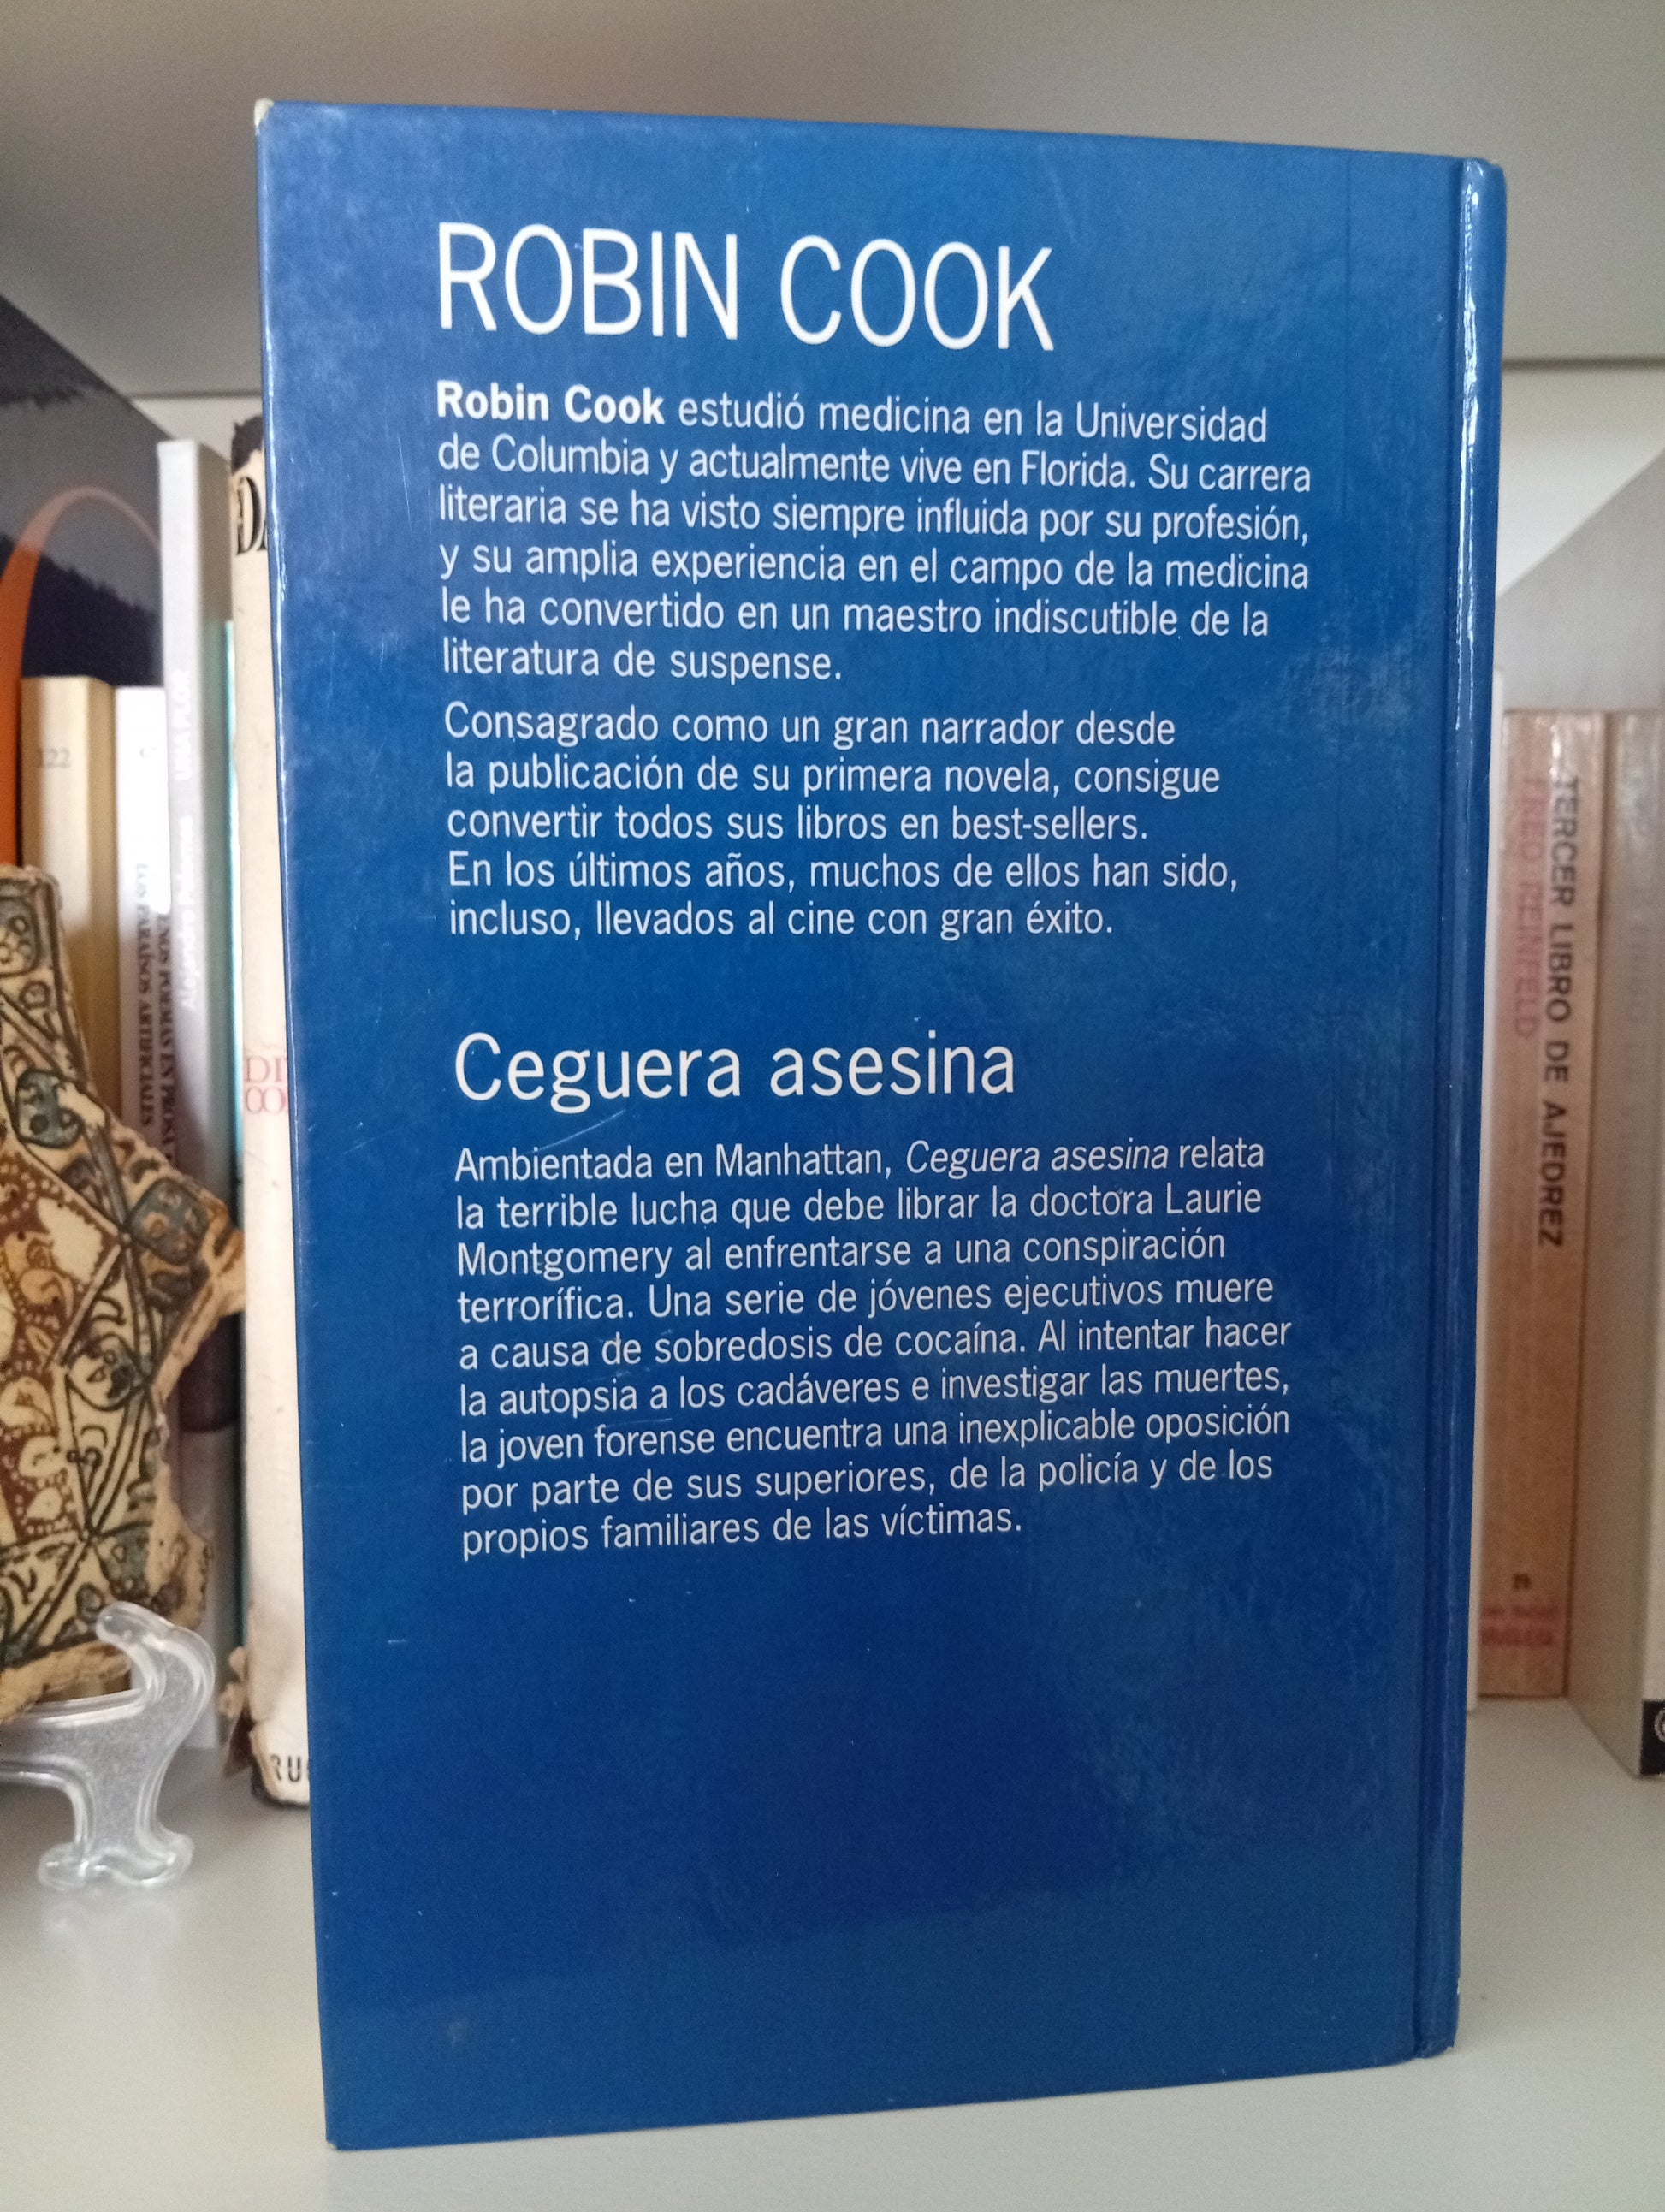 ROBIN COOK
Robin Cook estudió medicina en la Universidad
de Columbia y actualmente vive en Florida. Su carrera
literaria se ha visto siempre influida por su profesión,
y su amplia experiencia en el campo de la medicina
le ha convertido en un maestro indiscutible de la
literatura de suspense.
Consagrado como un gran narrador desde
la publicación de su primera novela, consigue
convertir todos sus libros en best-sellers.
En los últimos años, muchos de ellos han sido,
incluso, llevados al cine con gran éxito.
Ceguera asesina
Ambientada en Manhattan, Ceguera asesina relata
la terrible lucha que debe librar la doctora Laurie
Montgomery al enfrentarse a una conspiración
terrorífica. Una serie de jóvenes ejecutivos muere
a causa de sobredosis de cocaína. Al intentar hacer
la autopsia a los cadáveres e investigar las muertes,
la joven forense encuentra una inexplicable oposición
por parte de sus superiores, de la policía y de los
propios familiares de las víctimas.
122
POEMAS EN PROSA
LOS PARAÍSOS ARTIFICIALES
TERCER LIBRO DE AJEDREZ
FRED REINFELD